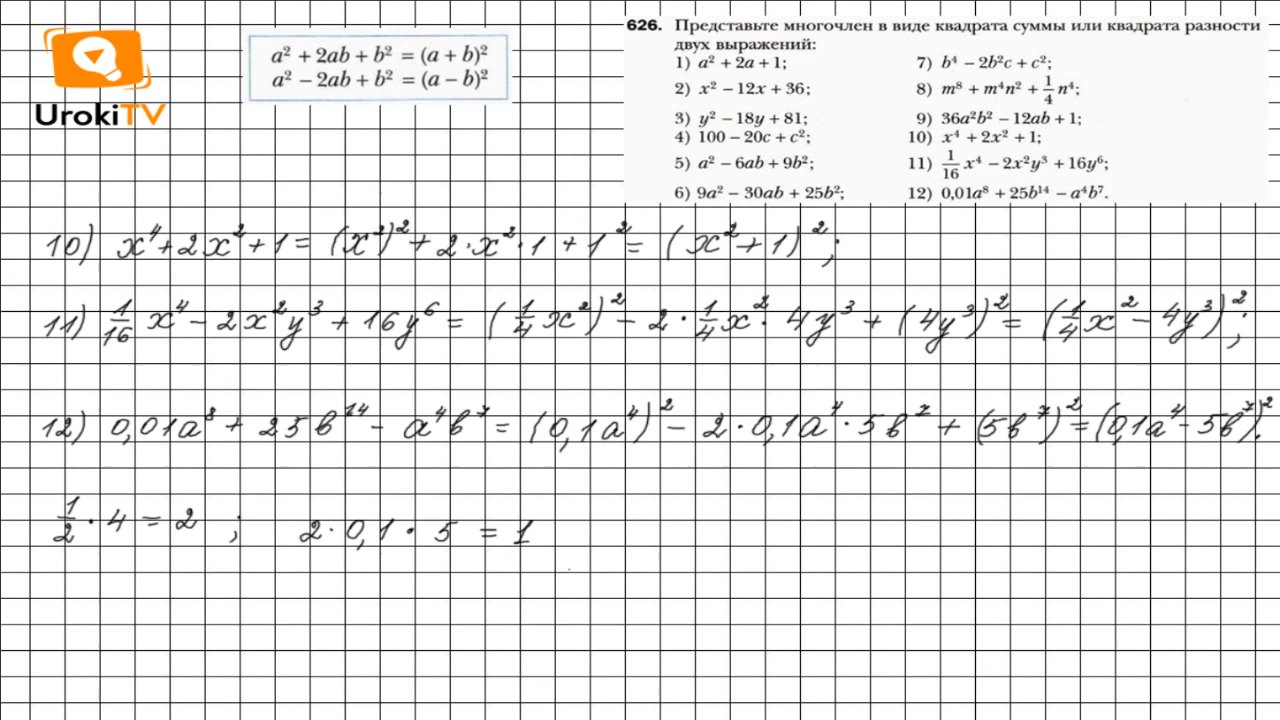 UrokiTV
a² + 2ab + b² = (a + b)²
a² − 2ab + b² = (a − b)²
626. Представьте многочлен в виде квадрата суммы или квадрата разности
двух выражений:
1) a² + 2a + 1;
2) x² − 12x + 36;
3) y² − 18y + 81;
4) 100 − 20c + c²;
5) a² − 6ab + 9b²;
6) 9a² − 30ab + 25b²;
7) b⁴ − 2b²c + c²;
8) m⁸ + m⁴n² + 1/4 n⁴;
9) 36a²b² − 12ab + 1;
10) x⁴ + 2x² + 1;
11) 1/16 x⁴ − 2x²y³ + 16y⁶;
12) 0,01a⁸ + 25b¹⁴ − a⁴b⁷.
10) x⁴ + 2x² + 1 = (x²)² + 2·x²·1 + 1² = (x² + 1)²;
11) 1/16 x⁴ − 2x²y³ + 16y⁶ = (1/4 x²)² − 2·1/4 x²·4y³ + (4y³)² = (1/4 x² − 4y³)²;
12) 0,01a⁸ + 25b¹⁴ − a⁴b⁷ = (0,1a⁴)² − 2·0,1a⁴·5b⁷ + (5b⁷)² = (0,1a⁴ − 5b⁷)².
1/2 · 4 = 2 ; 2·0,1·5 = 1